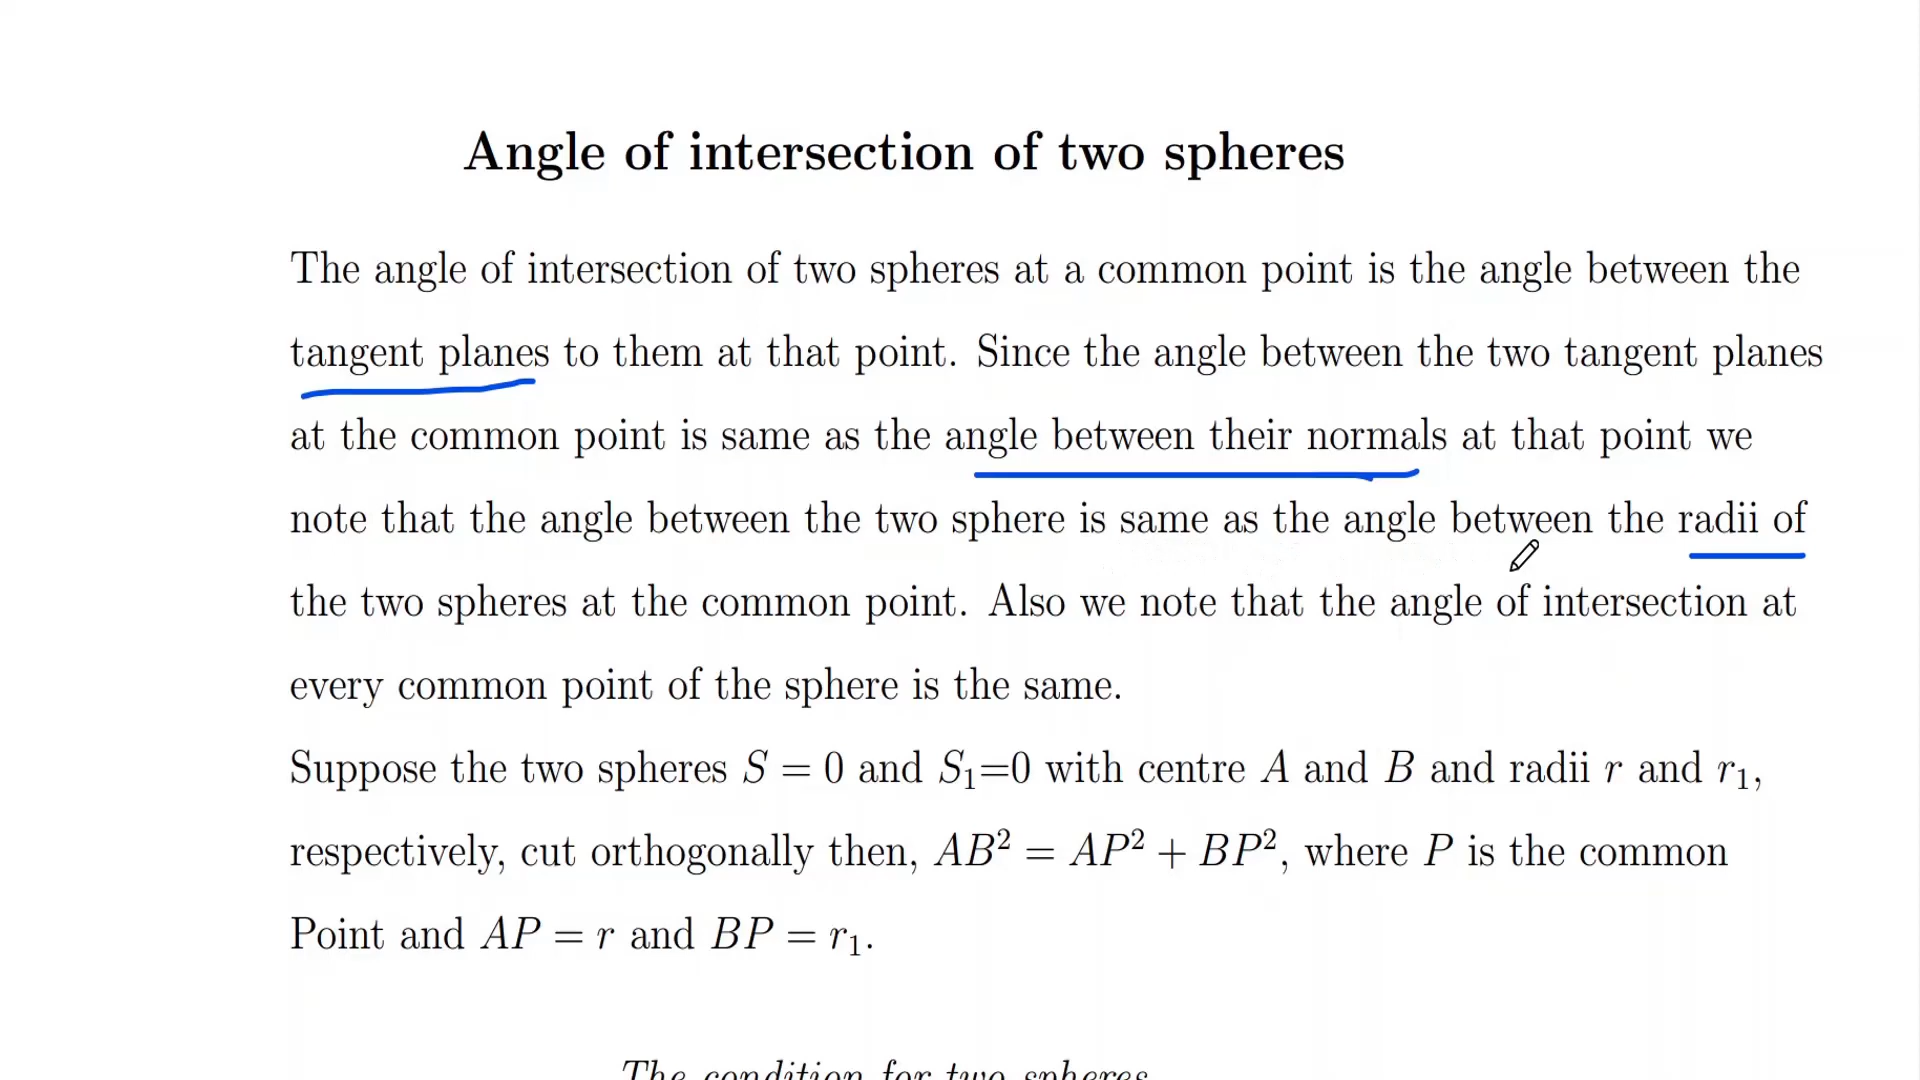 Angle of intersection of two spheres
The angle of intersection of two spheres at a common point is the angle between the
tangent planes to them at that point. Since the angle between the two tangent planes
at the common point is same as the angle between their normals at that point we
note that the angle between the two sphere is same as the angle between the radii of
the two spheres at the common point. Also we note that the angle of intersection at
every common point of the sphere is the same.
Suppose the two spheres S = 0 and S₁=0 with centre A and B and radii r and r₁,
respectively, cut orthogonally then, AB² = AP² + BP², where P is the common
Point and AP = r and BP = r₁.
The condition for two spheres